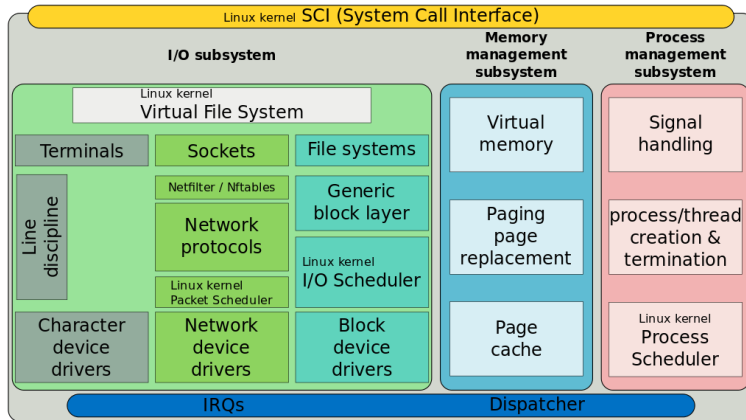 Linux kernel SCI (System Call Interface)
I/O subsystem
Memory
management
subsystem
Process
management
subsystem
Linux kernel
Virtual File System
Terminals
Sockets
File systems
Line
discipline
Netfilter / Nftables
Network
protocols
Linux kernel
Packet Scheduler
Generic
block layer
Linux kernel
I/O Scheduler
Character
device
drivers
Network
device
drivers
Block
device
drivers
Virtual
memory
Paging
page
replacement
Page
cache
Signal
handling
process/thread
creation &
termination
Linux kernel
Process
Scheduler
IRQs
Dispatcher